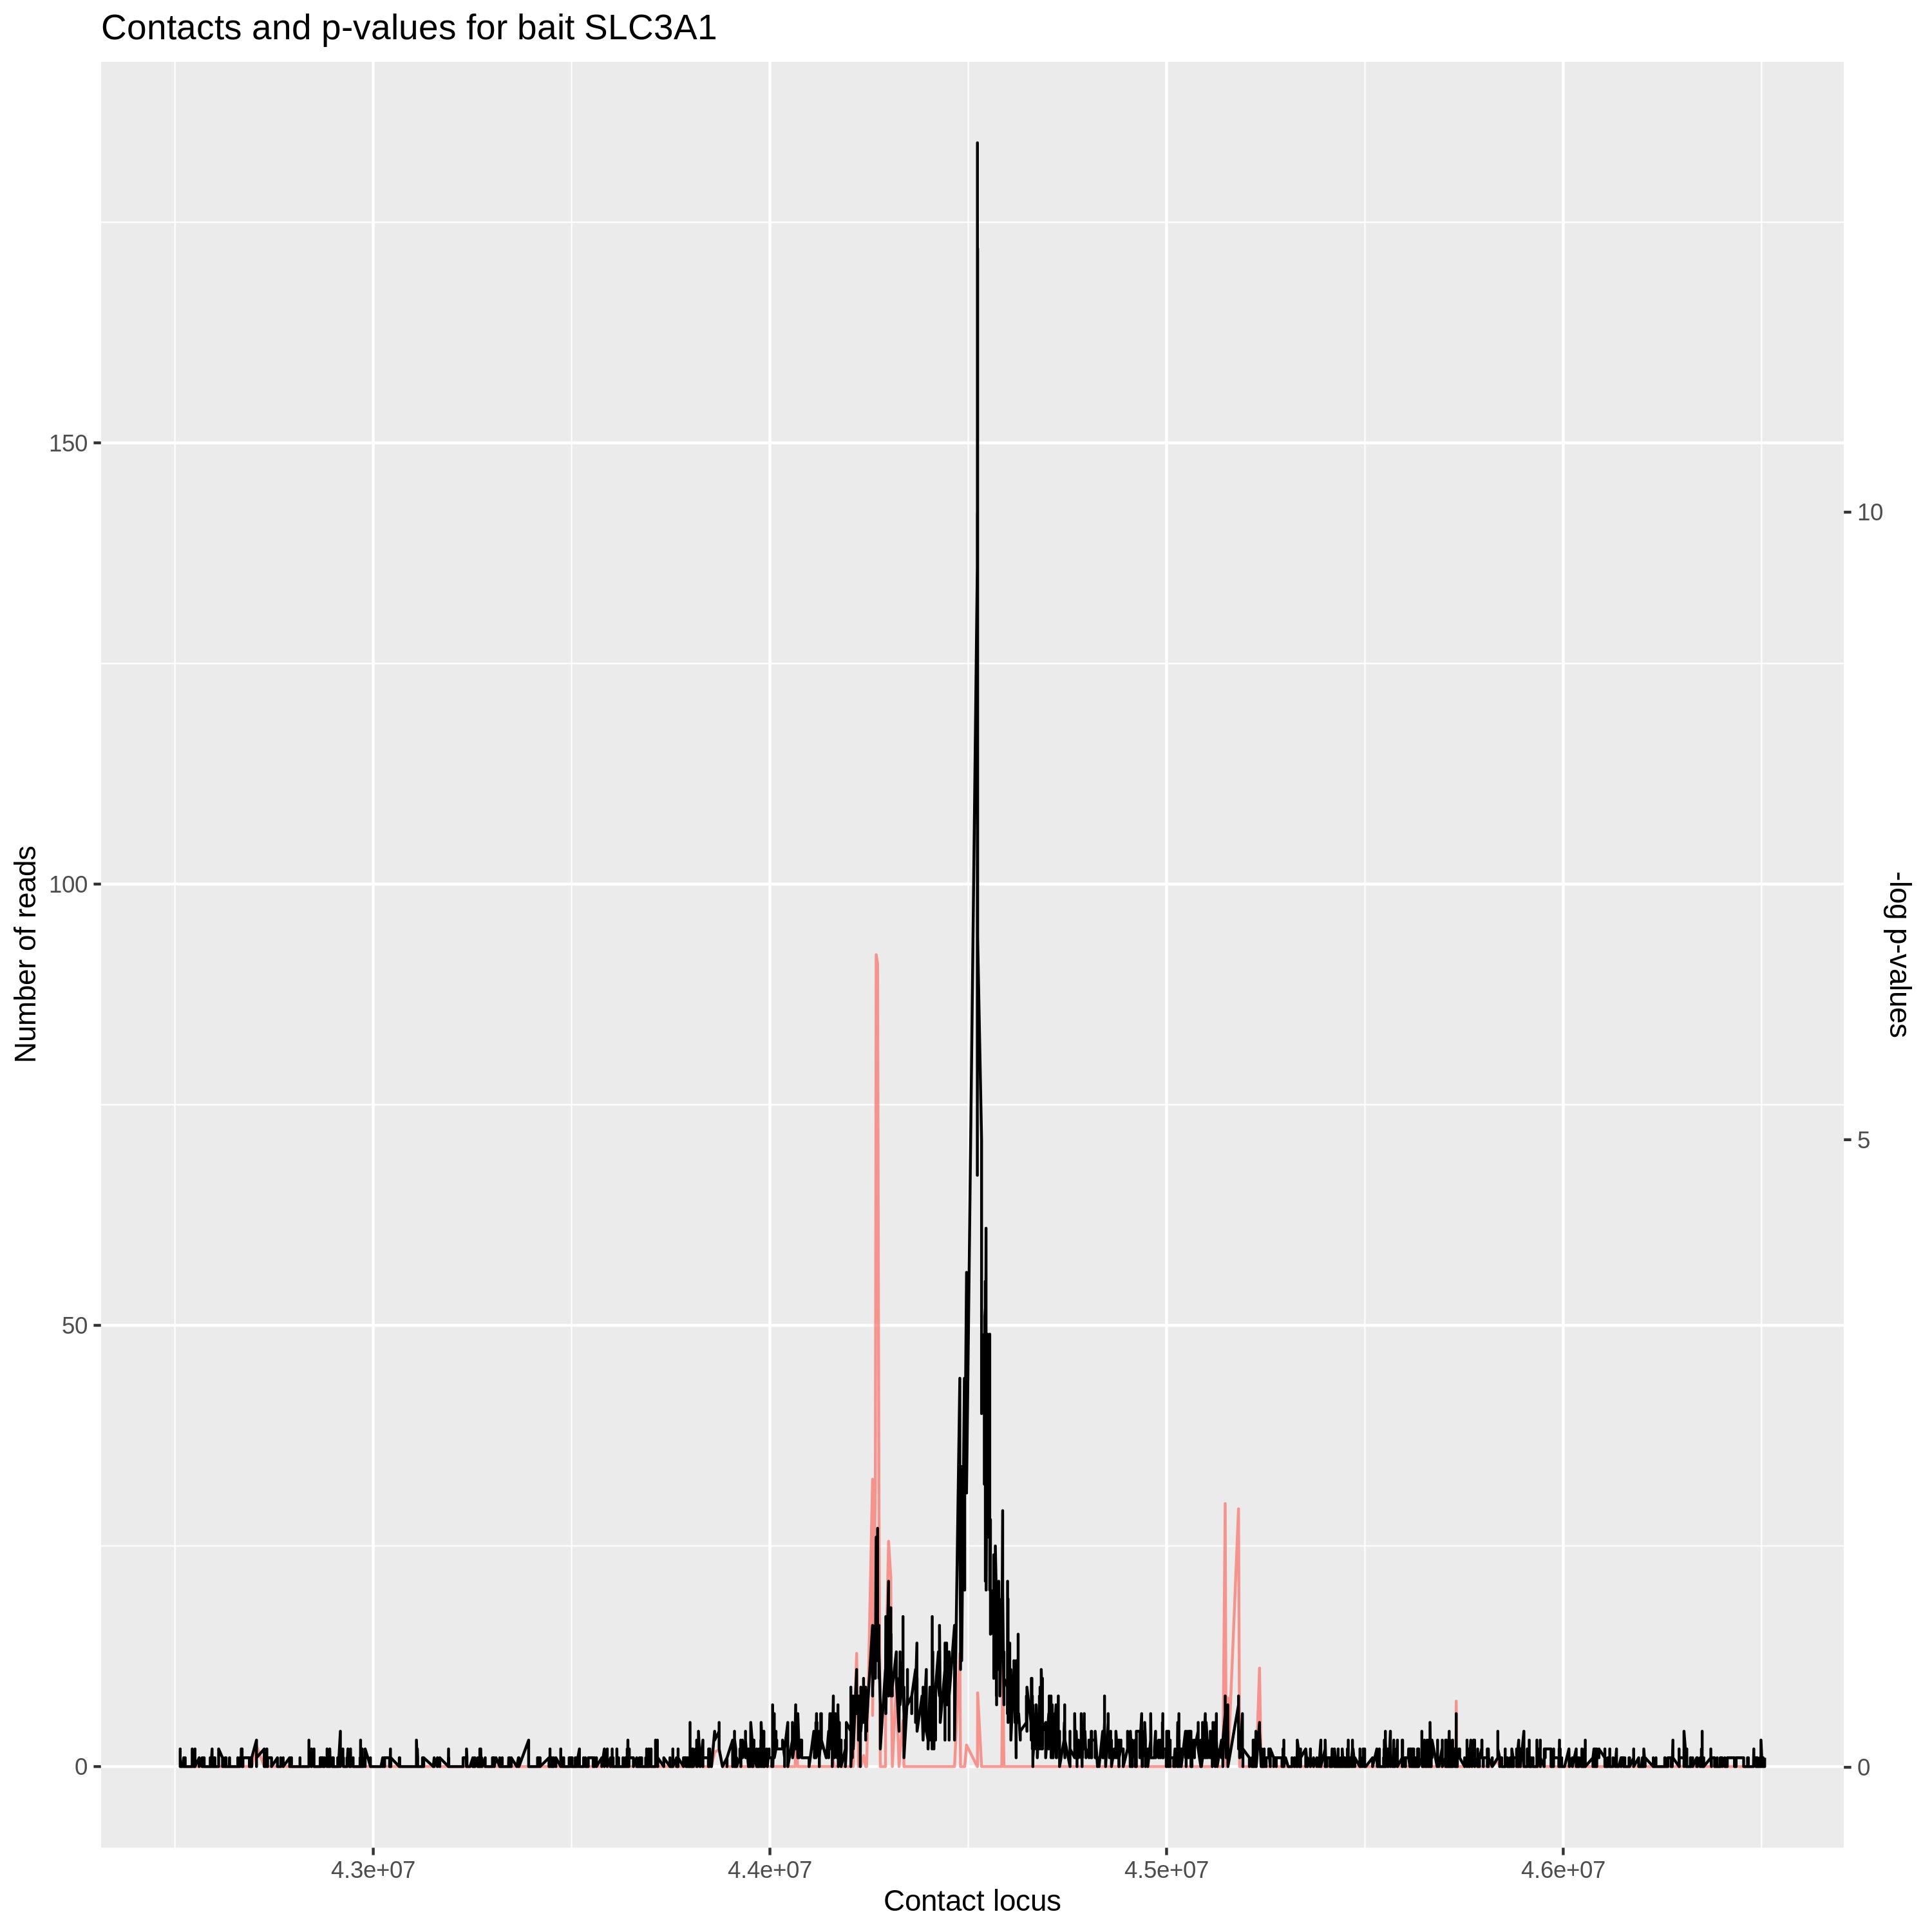 Contacts and p-values for bait SLC3A1
150
100
50
0
Number of reads
10
5
0
-log p-values
4.3e+07
4.4e+07
4.5e+07
4.6e+07
Contact locus